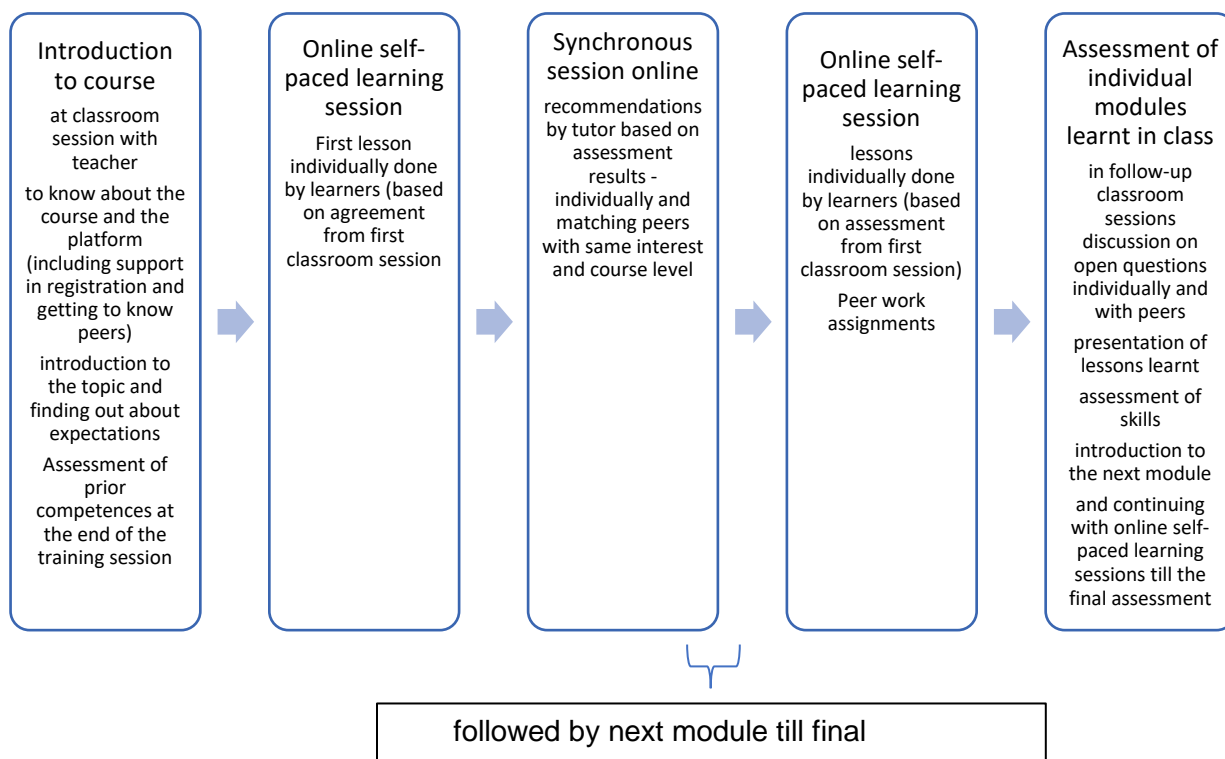 Introduction
to course
at classroom
session with
teacher
to know about the
course and the
platform
(including support
in registration and
getting to know
peers)
introduction to
the topic and
finding out about
expectations
Assessment of
prior
competences at
the end of the
training session
Online self-
paced learning
session
First lesson
individually done
by learners (based
on agreement
from first
classroom session
Synchronous
session online
recommendations
by tutor based on
assessment
results -
individually and
matching peers
with same interest
and course level
Online self-
paced learning
session
lessons
individually done
by learners (based
on assessment
from first
classroom session)
Peer work
assignments
Assessment of
individual
modules
learnt in class
in follow-up
classroom
sessions
discussion on
open questions
individually and
with peers
presentation of
lessons learnt
assessment of
skills
introduction to
the next module
and continuing
with online self-
paced learning
sessions till the
final assessment
followed by next module till final